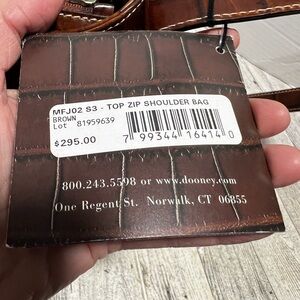 MFJ02 S3 - TOP ZIP SHOULDER BAG
BROWN
Lot 81959639
$295.00
7 99344 16414 0
800.243.5598 or www.dooney.com
One Regent St. Norwalk, CT 06855